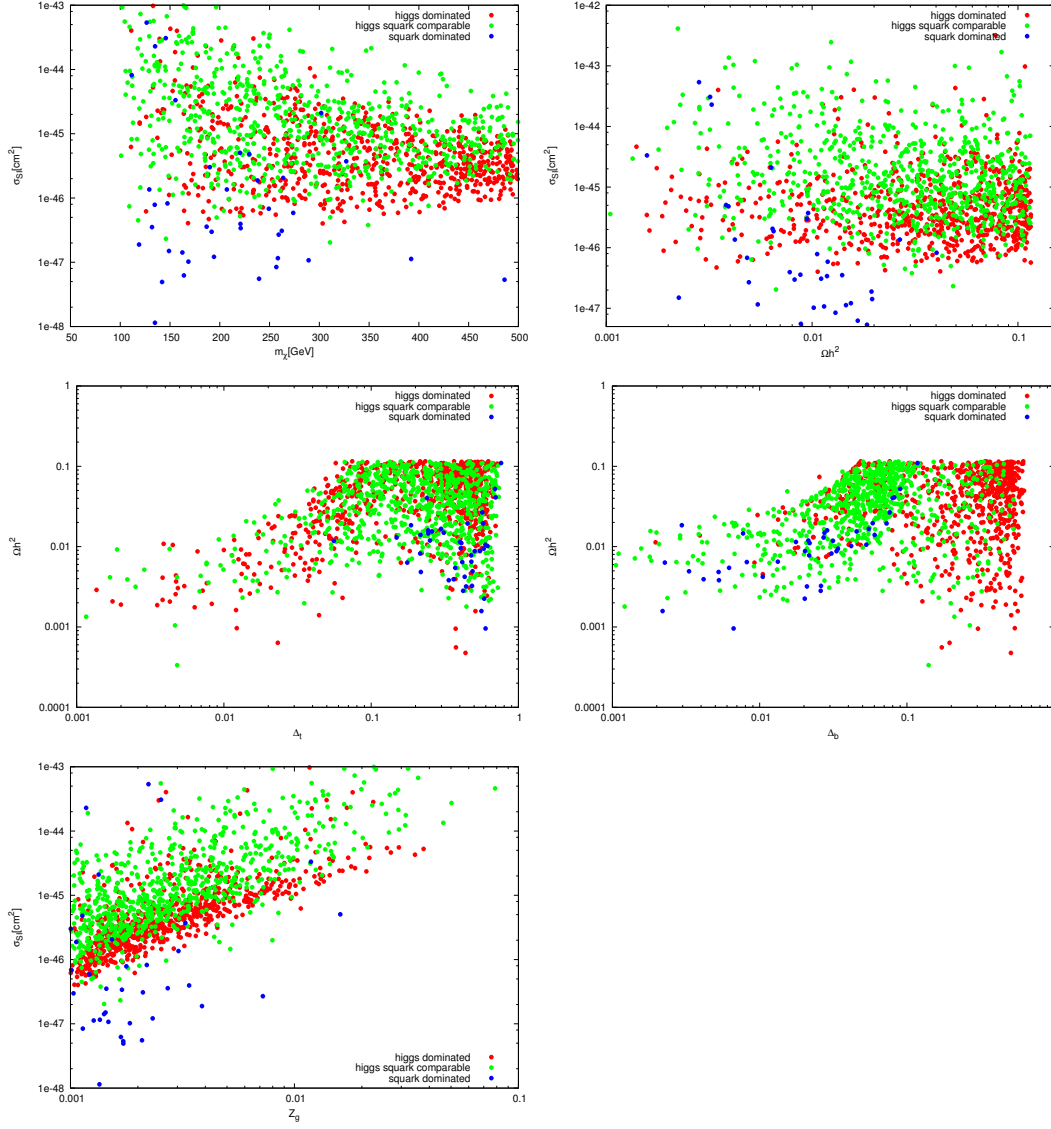 1e-43
1e-44
1e-45
1e-46
1e-47
1e-48
50 100 150 200 250 300 350 400 450 500
σSI[cm²]
mχ[GeV]
higgs dominated
higgs squark comparable
squark dominated
1e-42
1e-43
1e-44
1e-45
1e-46
1e-47
0.001 0.01 0.1
σSI[cm²]
Ωh²
higgs dominated
higgs squark comparable
squark dominated
1
0.1
0.01
0.001
0.0001
0.001 0.01 0.1 1
Ωh²
Δt
higgs dominated
higgs squark comparable
squark dominated
1
0.1
0.01
0.001
0.0001
0.001 0.01 0.1
Ωh²
Δb
higgs dominated
higgs squark comparable
squark dominated
1e-43
1e-44
1e-45
1e-46
1e-47
1e-48
0.001 0.01 0.1
σSI[cm²]
Zg
higgs dominated
higgs squark comparable
squark dominated